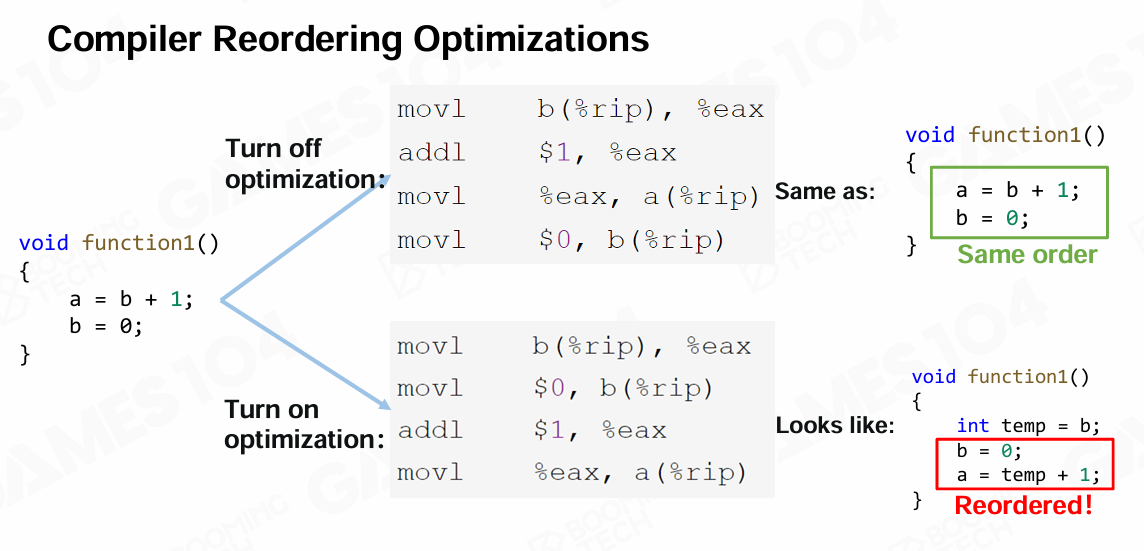 Compiler Reordering Optimizations
void function1()
{
a = b + 1;
b = 0;
}
Turn off
optimization:
movl b(%rip), %eax
addl $1, %eax
movl %eax, a(%rip)
movl $0, b(%rip)
Same as:
void function1()
{
a = b + 1;
b = 0;
}
Same order
Turn on
optimization:
movl b(%rip), %eax
movl $0, b(%rip)
addl $1, %eax
movl %eax, a(%rip)
Looks like:
void function1()
{
int temp = b;
b = 0;
a = temp + 1;
}
Reordered!
GAMES 104
BOOMING
TECH